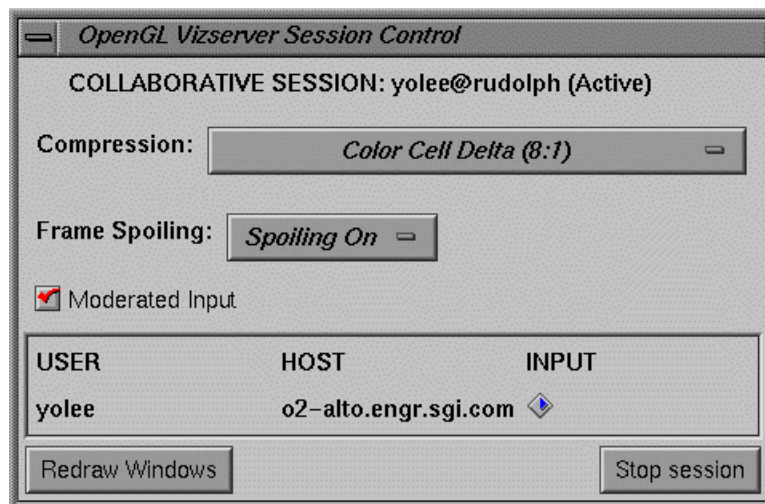 OpenGL Vizserver Session Control
COLLABORATIVE SESSION: yolee@rudolph (Active)
Compression: Color Cell Delta (8:1)
Frame Spoiling: Spoiling On
Moderated Input
USER HOST INPUT
yolee o2-alto.engr.sgi.com
Redraw Windows Stop session